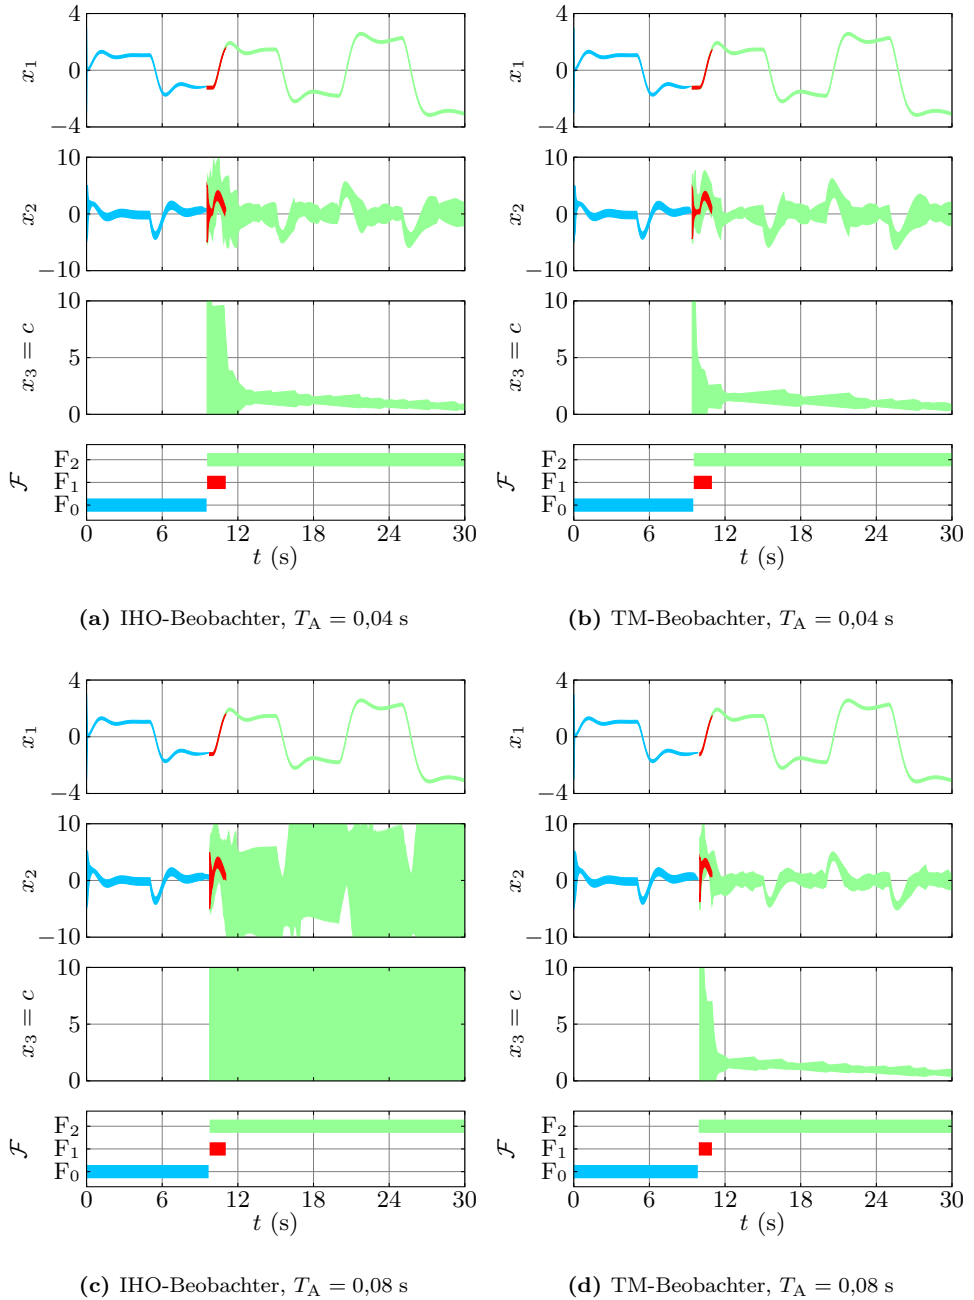 4
0
−4
x₁
10
0
−10
x₂
10
5
0
x₃ = c
F₂
F₁
F₀
ℱ
0 6 12 18 24 30
t (s)
(a) IHO-Beobachter, T_A = 0,04 s
4
0
−4
x₁
10
0
−10
x₂
10
5
0
x₃ = c
F₂
F₁
F₀
ℱ
0 6 12 18 24 30
t (s)
(b) TM-Beobachter, T_A = 0,04 s
4
0
−4
x₁
10
0
−10
x₂
10
5
0
x₃ = c
F₂
F₁
F₀
ℱ
0 6 12 18 24 30
t (s)
(c) IHO-Beobachter, T_A = 0,08 s
4
0
−4
x₁
10
0
−10
x₂
10
5
0
x₃ = c
F₂
F₁
F₀
ℱ
0 6 12 18 24 30
t (s)
(d) TM-Beobachter, T_A = 0,08 s